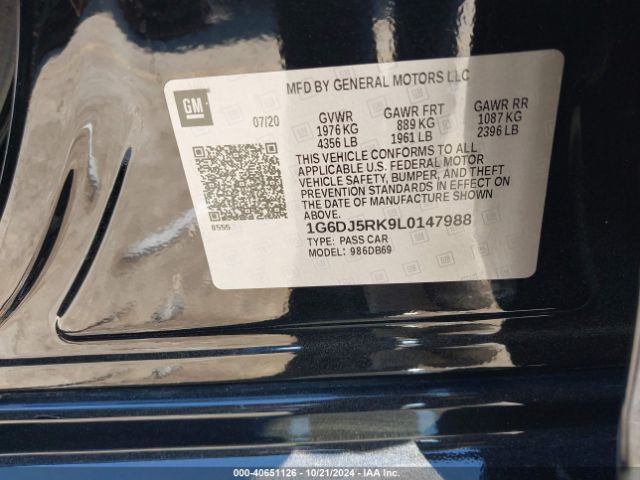 MFD BY GENERAL MOTORS LLC
GM
07/20
GVWR GAWR FRT GAWR RR
1976 KG 889 KG 1087 KG
4356 LB 1961 LB 2396 LB
THIS VEHICLE CONFORMS TO ALL
APPLICABLE U.S. FEDERAL MOTOR
VEHICLE SAFETY, BUMPER, AND THEFT
PREVENTION STANDARDS IN EFFECT ON
THE DATE OF MANUFACTURE SHOWN
ABOVE.
8555
1G6DJ5RK9L0147988
TYPE: PASS CAR
MODEL: 986DB69
000-40651126 - 10/21/2024 - IAA Inc.